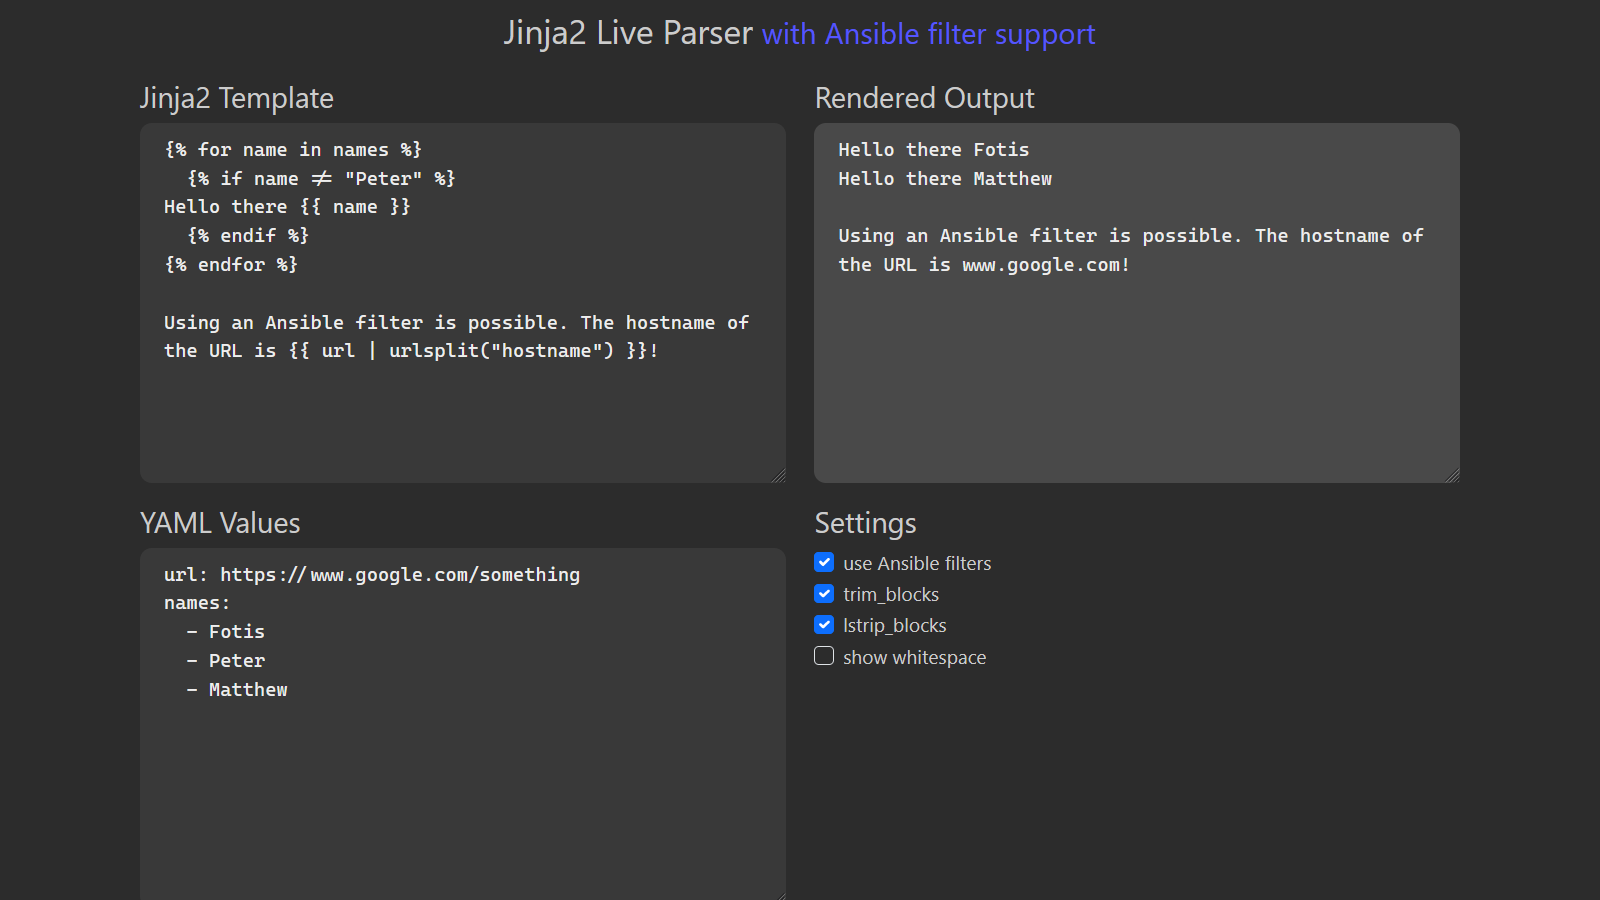 Jinja2 Live Parser with Ansible filter support
Jinja2 Template
{% for name in names %}
  {% if name != "Peter" %}
Hello there {{ name }}
  {% endif %}
{% endfor %}

Using an Ansible filter is possible. The hostname of
the URL is {{ url | urlsplit("hostname") }}!
Rendered Output
Hello there Fotis
Hello there Matthew

Using an Ansible filter is possible. The hostname of
the URL is www.google.com!
YAML Values
url: https://www.google.com/something
names:
  - Fotis
  - Peter
  - Matthew
Settings
use Ansible filters
trim_blocks
lstrip_blocks
show whitespace